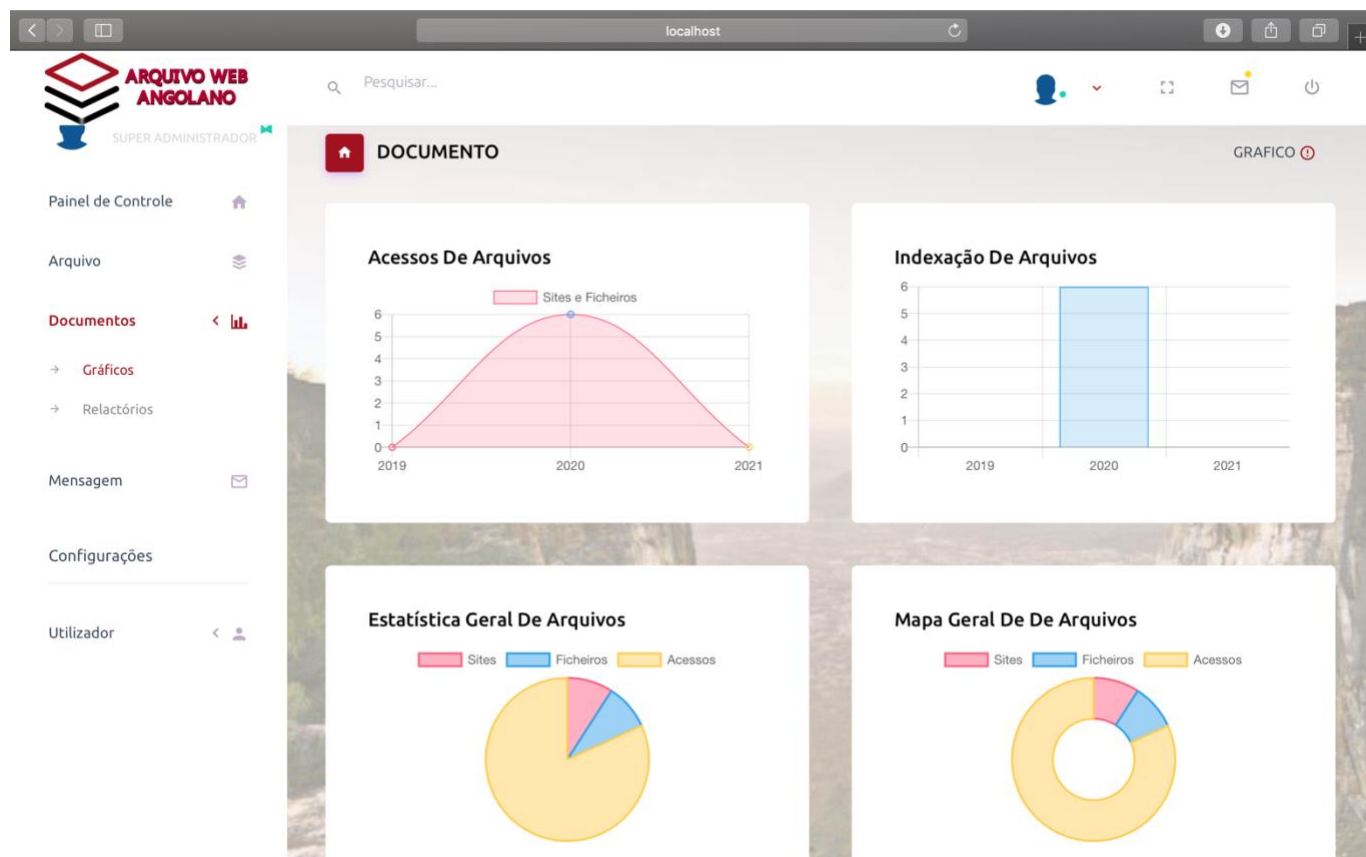 localhost
ARQUIVO WEB
ANGOLANO
Pesquisar...
SUPER ADMINISTRADOR
DOCUMENTO
GRAFICO
Painel de Controle
Arquivo
Documentos
Gráficos
Relactórios
Mensagem
Configurações
Utilizador
Acessos De Arquivos
Sites e Ficheiros
6
5
4
3
2
1
0
2019 2020 2021
Indexação De Arquivos
6
5
4
3
2
1
0
2019 2020 2021
Estatística Geral De Arquivos
Sites Ficheiros Acessos
Mapa Geral De De Arquivos
Sites Ficheiros Acessos